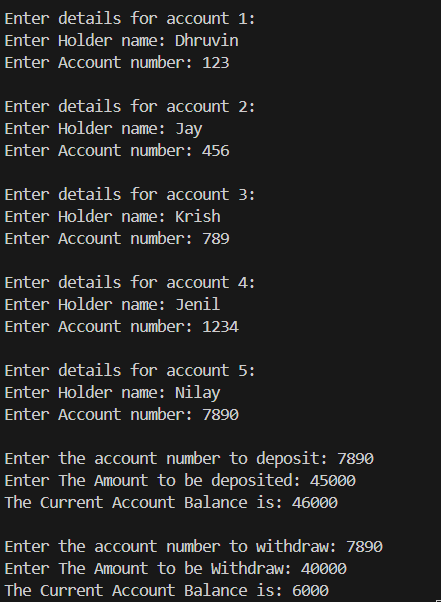 Enter details for account 1:
Enter Holder name: Dhruvin
Enter Account number: 123

Enter details for account 2:
Enter Holder name: Jay
Enter Account number: 456

Enter details for account 3:
Enter Holder name: Krish
Enter Account number: 789

Enter details for account 4:
Enter Holder name: Jenil
Enter Account number: 1234

Enter details for account 5:
Enter Holder name: Nilay
Enter Account number: 7890

Enter the account number to deposit: 7890
Enter The Amount to be deposited: 45000
The Current Account Balance is: 46000

Enter the account number to withdraw: 7890
Enter The Amount to be Withdraw: 40000
The Current Account Balance is: 6000